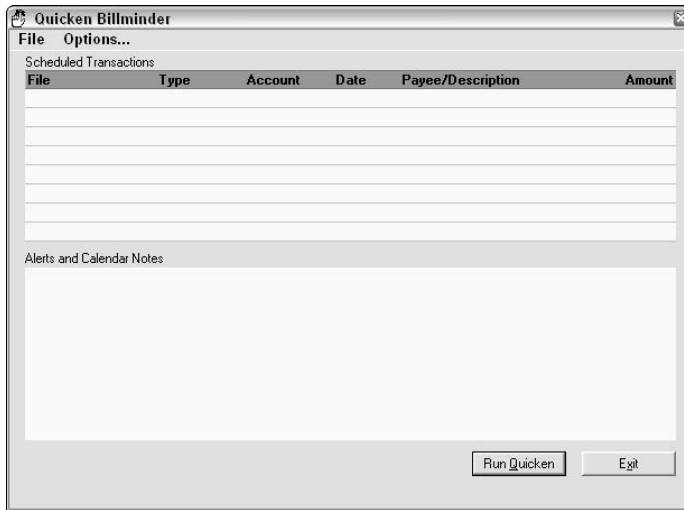 Quicken Billminder
File Options...
Scheduled Transactions
File Type Account Date Payee/Description Amount
Alerts and Calendar Notes
Run Quicken Exit